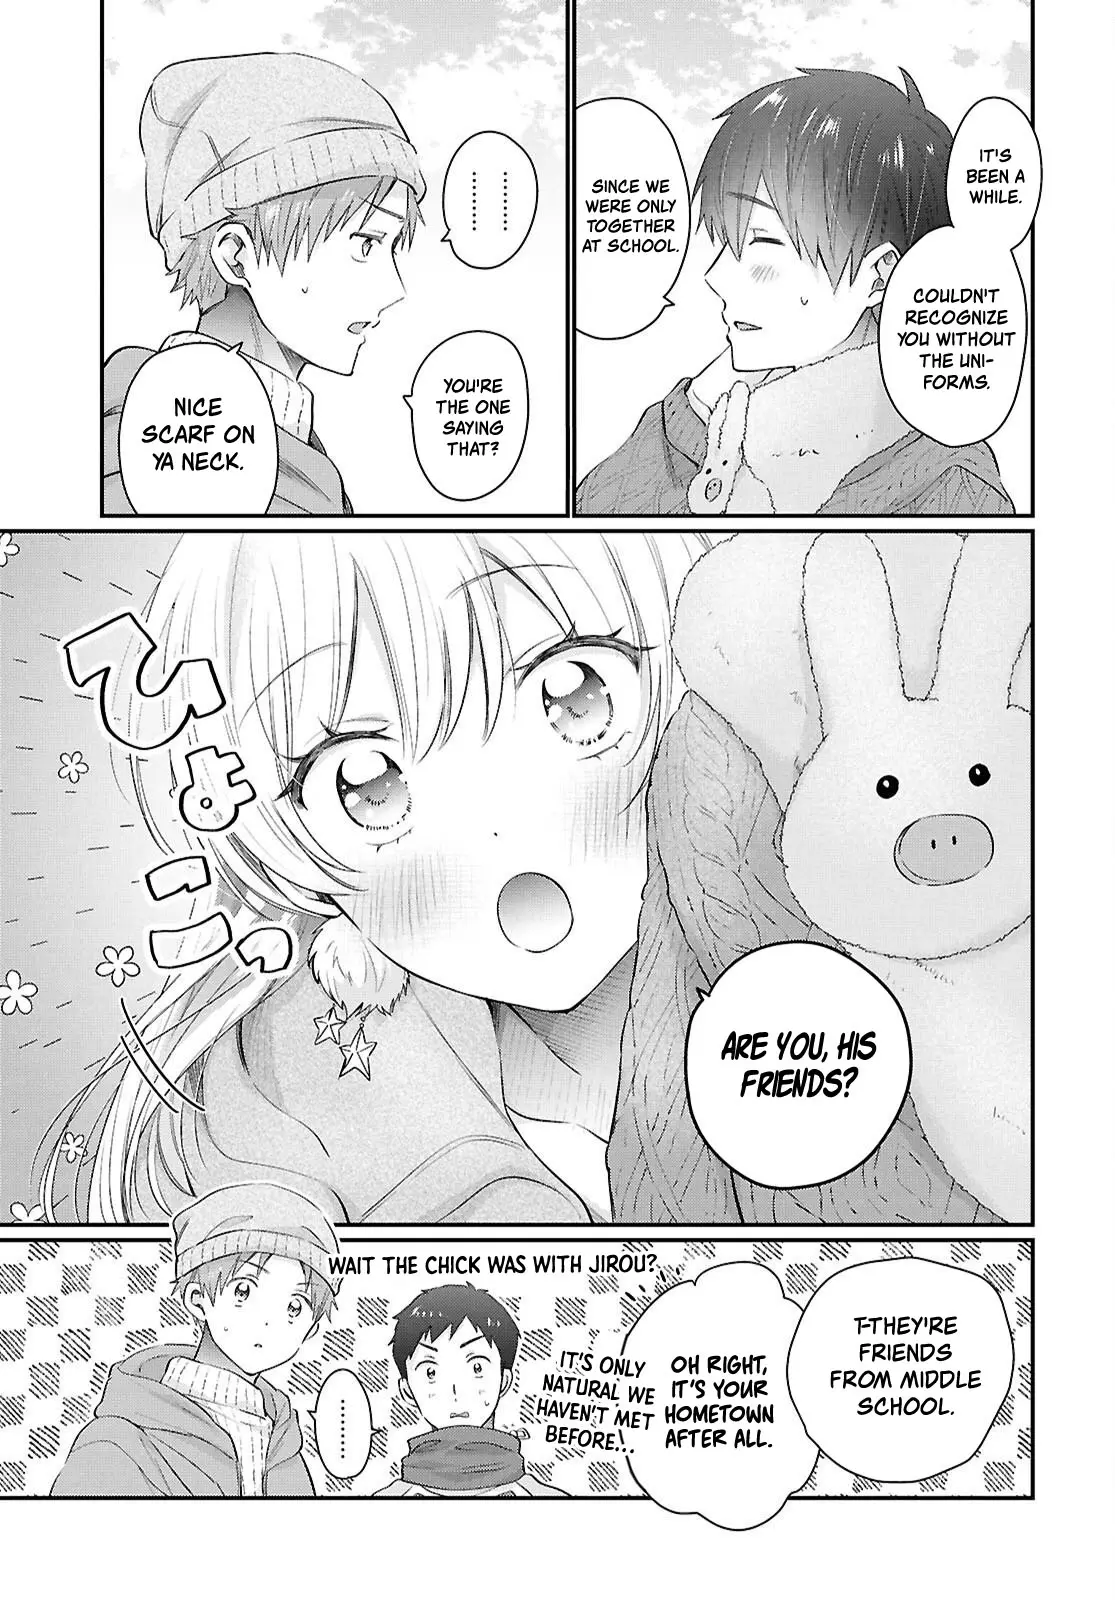 IT'S
BEEN A
WHILE.
COULDN'T
RECOGNIZE
YOU WITHOUT
THE UNI-
FORMS.
SINCE WE
WERE ONLY
TOGETHER
AT SCHOOL.
........
........
YOU'RE
THE ONE
SAYING
THAT?
NICE
SCARF ON
YA NECK.
ひょこっ
ARE YOU, HIS
FRIENDS?
T-THEY'RE
FRIENDS
FROM MIDDLE
SCHOOL.
OH RIGHT,
IT'S YOUR
HOMETOWN
AFTER ALL.
IT'S ONLY
NATURAL WE
HAVEN'T MET
BEFORE...
WAIT THE CHICK WAS WITH JIROU?
........